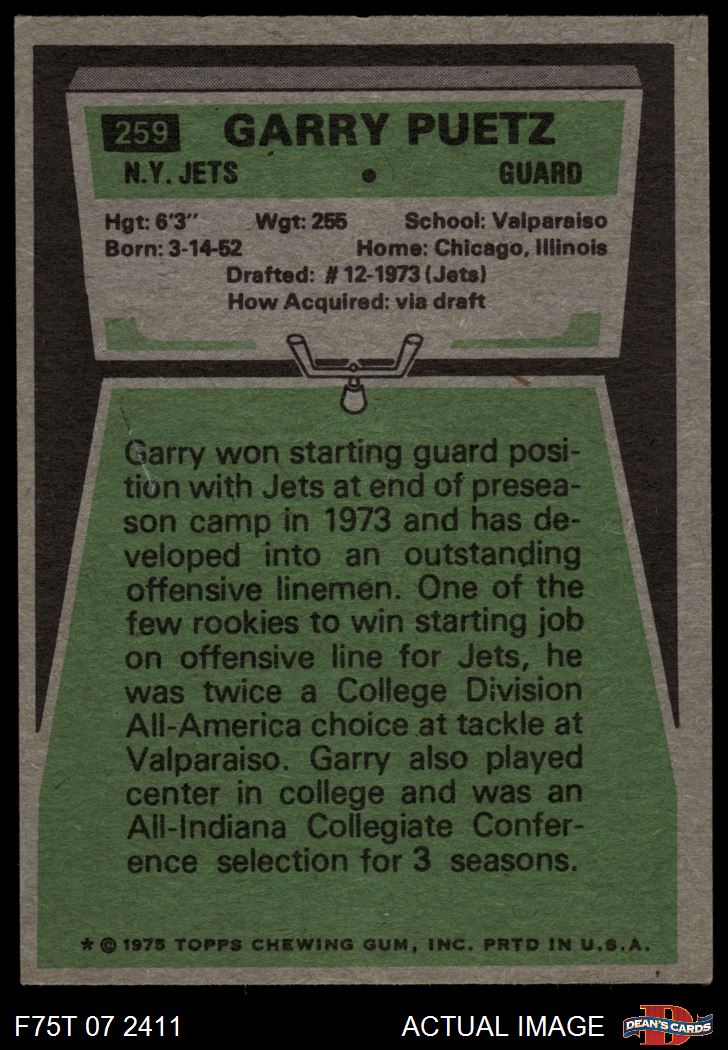 259 GARRY PUETZ
N.Y. JETS • GUARD
Hgt: 6'3" Wgt: 255 School: Valparaiso
Born: 3-14-52 Home: Chicago, Illinois
Drafted: # 12-1973 (Jets)
How Acquired: via draft
Garry won starting guard posi-
tion with Jets at end of presea-
son camp in 1973 and has de-
veloped into an outstanding
offensive linemen. One of the
few rookies to win starting job
on offensive line for Jets, he
was twice a College Division
All-America choice at tackle at
Valparaiso. Garry also played
center in college and was an
All-Indiana Collegiate Confer-
ence selection for 3 seasons.
* © 1975 TOPPS CHEWING GUM, INC. PRTD IN U.S.A.
F75T 07 2411 ACTUAL IMAGE DEAN'S CARDS